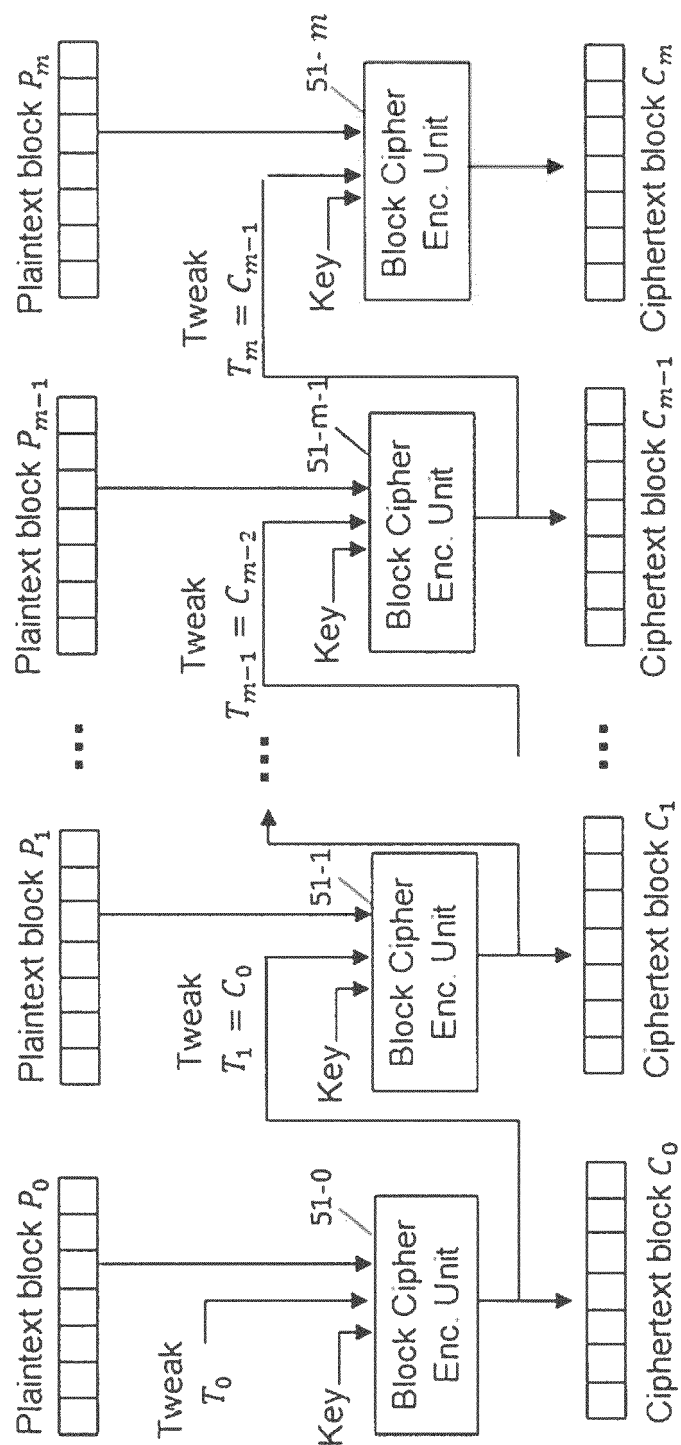 Plaintext block P₀
Plaintext block P₁
...
Plaintext block Pₘ₋₁
Plaintext block Pₘ
Tweak
T₀
Tweak
T₁ = C₀
...
Tweak
Tₘ₋₁ = Cₘ₋₂
Tweak
Tₘ = Cₘ₋₁
Key
51-0
Key
51-1
Key
51-m-1
Key
51-m
Block Cipher
Enc. Unit
Block Cipher
Enc. Unit
Block Cipher
Enc. Unit
Block Cipher
Enc. Unit
Ciphertext block C₀
Ciphertext block C₁
...
Ciphertext block Cₘ₋₁
Ciphertext block Cₘ